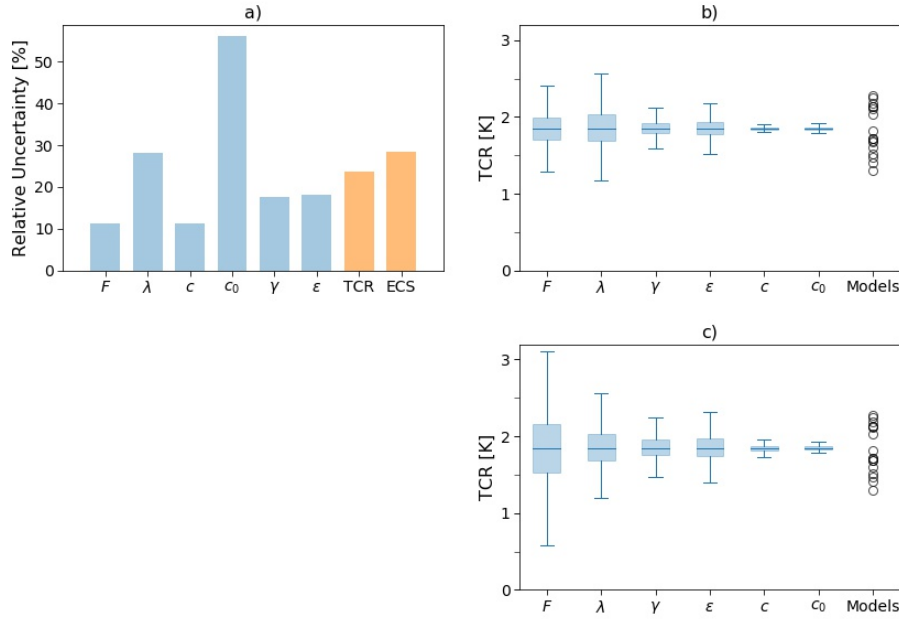 a)
Relative Uncertainty [%]
50
40
30
20
10
0
F λ c c₀ γ ε TCR ECS
b)
TCR [K]
3
2
1
0
F λ γ ε c c₀ Models
c)
TCR [K]
3
2
1
0
F λ γ ε c c₀ Models